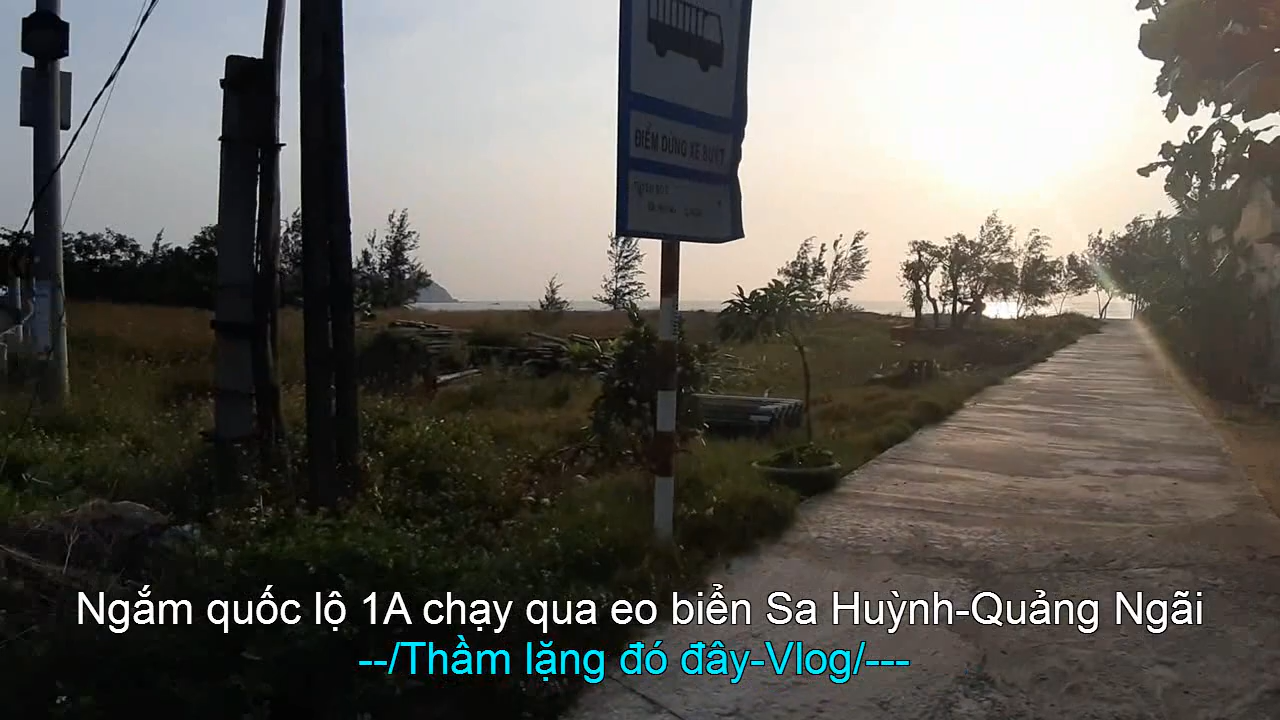 ĐIỂM DỪNG XE BUÝT
Ngắm quốc lộ 1A chạy qua eo biển Sa Huỳnh-Quảng Ngãi
--/Thầm lặng đó đây-Vlog/---